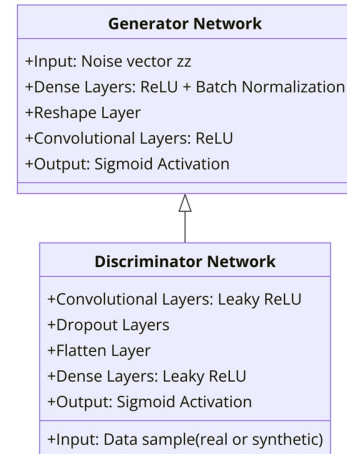 Generator Network
+Input: Noise vector zz
+Dense Layers: ReLU + Batch Normalization
+Reshape Layer
+Convolutional Layers: ReLU
+Output: Sigmoid Activation
Discriminator Network
+Convolutional Layers: Leaky ReLU
+Dropout Layers
+Flatten Layer
+Dense Layers: Leaky ReLU
+Output: Sigmoid Activation
+Input: Data sample(real or synthetic)